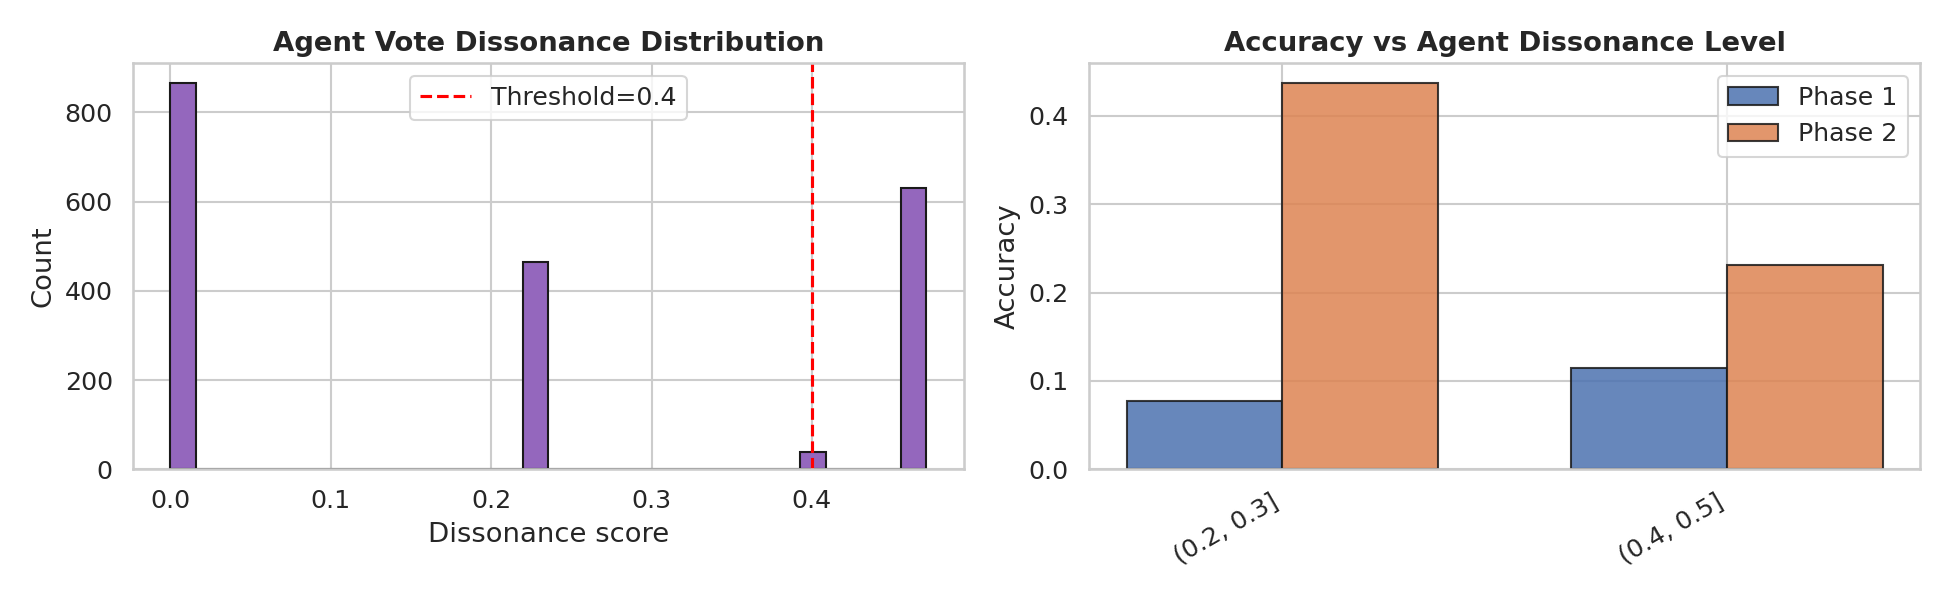 Agent Vote Dissonance Distribution
Threshold=0.4
Count
800
600
400
200
0
0.0 0.1 0.2 0.3 0.4
Dissonance score
Accuracy vs Agent Dissonance Level
Phase 1
Phase 2
Accuracy
0.4
0.3
0.2
0.1
0.0
(0.2, 0.3]
(0.4, 0.5]